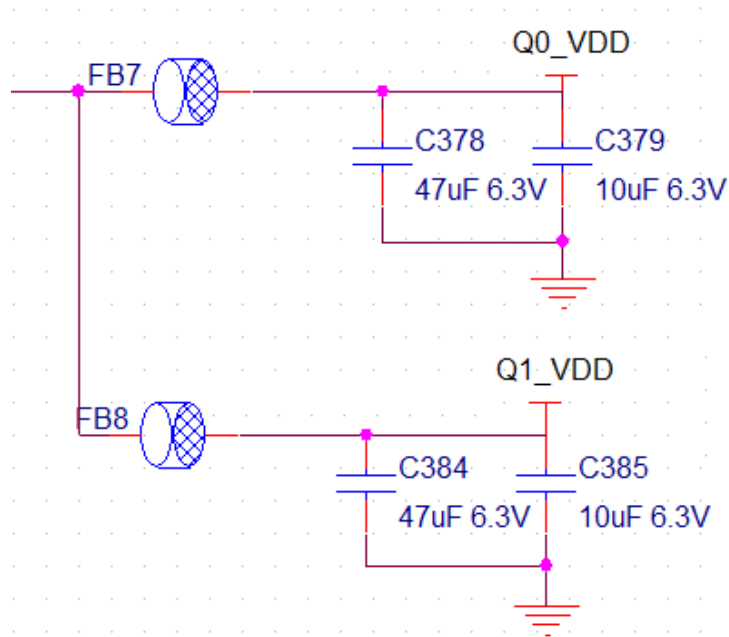 Q0_VDD
FB7
C378
C379
47uF 6.3V
10uF 6.3V
Q1_VDD
FB8
C384
C385
47uF 6.3V
10uF 6.3V